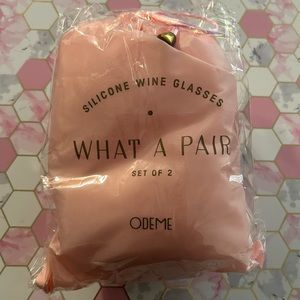 SILICONE WINE GLASSES
WHAT A PAIR
SET OF 2
ODEME